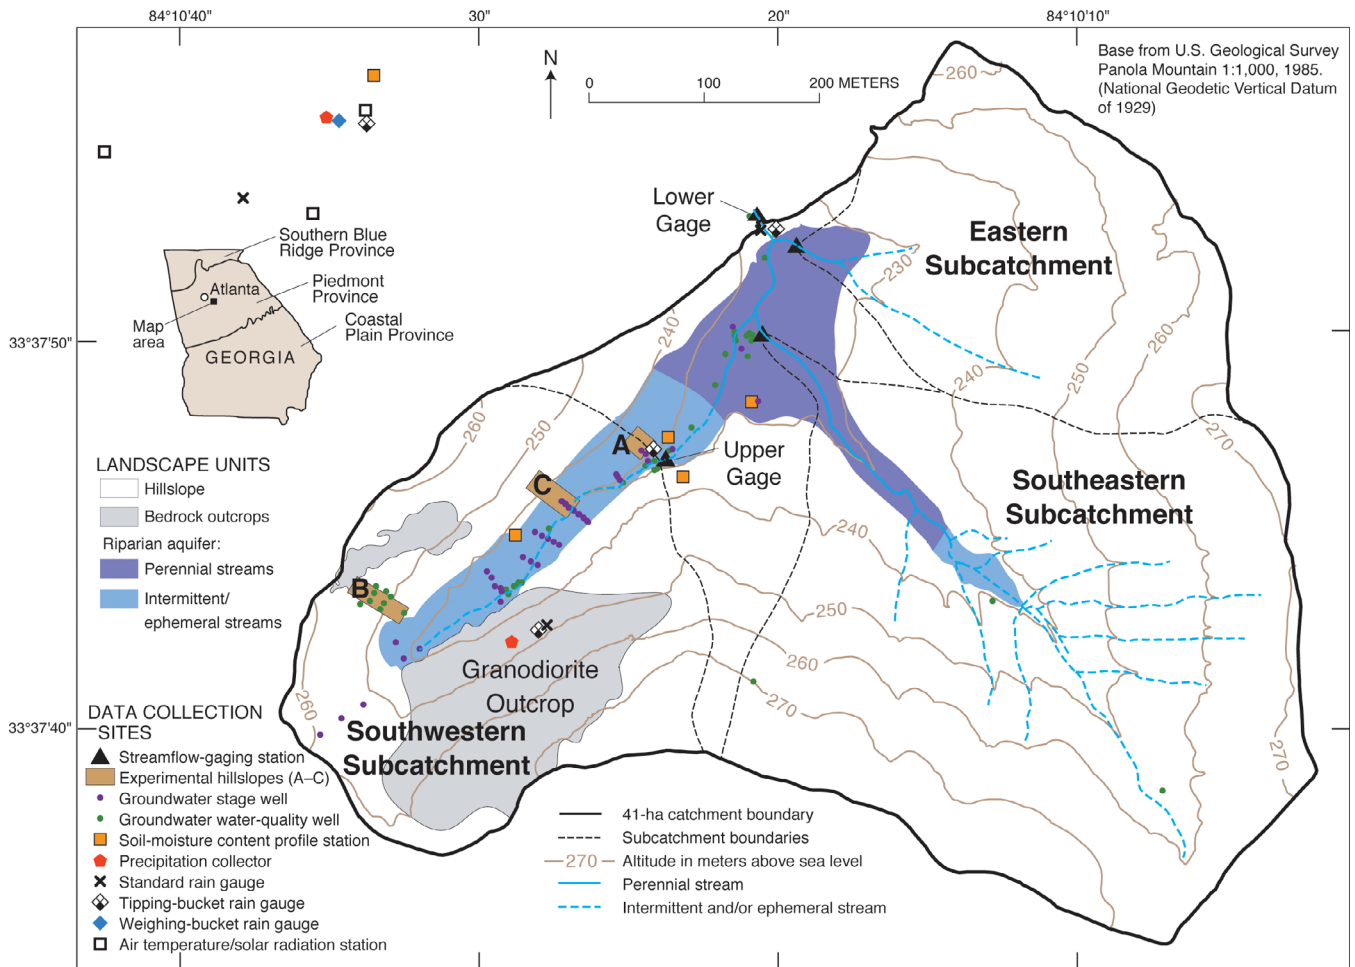 84°10'40"
30"
20"
84°10'10"
N
0 100 200 METERS
Base from U.S. Geological Survey
Panola Mountain 1:1,000, 1985.
(National Geodetic Vertical Datum
of 1929)
260
Lower
Gage
Eastern
Subcatchment
230
Southern Blue
Ridge Province
Piedmont
Province
Atlanta
Map
area
Coastal
Plain Province
GEORGIA
33°37'50"
240
260
250
240
270
260
250
A
Upper
Gage
C
B
Southeastern
Subcatchment
240
250
260
270
270
260
LANDSCAPE UNITS
Hillslope
Bedrock outcrops
Riparian aquifer:
Perennial streams
Intermittent/
ephemeral streams
Granodiorite
Outcrop
Southwestern
Subcatchment
33°37'40"
DATA COLLECTION
SITES
Streamflow-gaging station
Experimental hillslopes (A–C)
Groundwater stage well
Groundwater water-quality well
Soil-moisture content profile station
Precipitation collector
Standard rain gauge
Tipping-bucket rain gauge
Weighing-bucket rain gauge
Air temperature/solar radiation station
41-ha catchment boundary
Subcatchment boundaries
270 Altitude in meters above sea level
Perennial stream
Intermittent and/or ephemeral stream